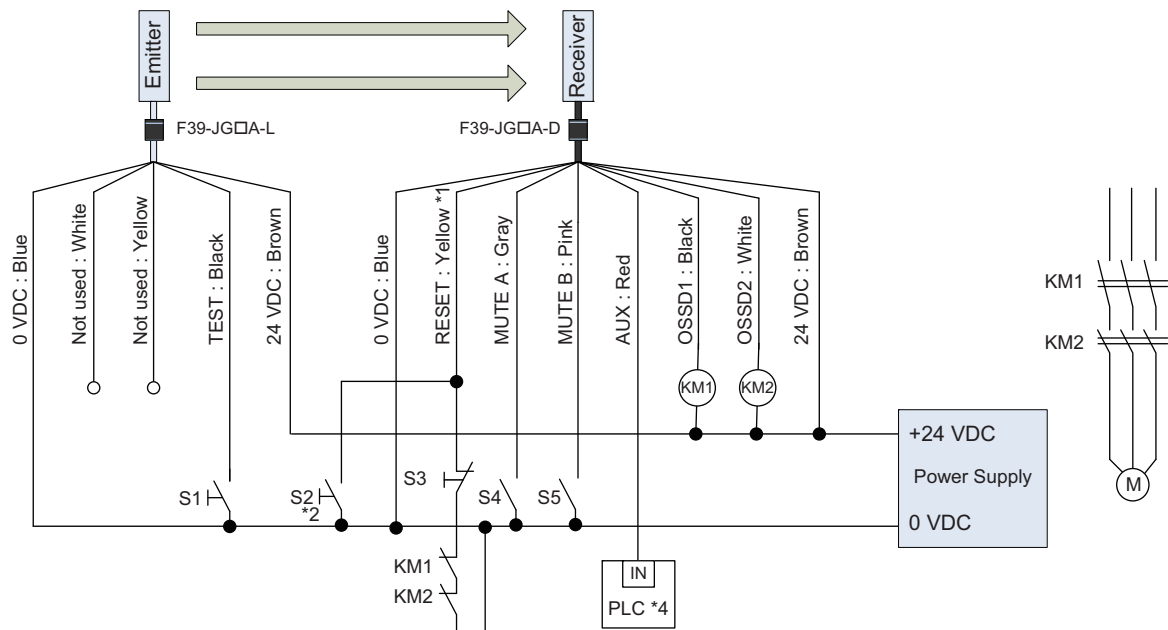 Emitter
Receiver
F39-JG□A-L
F39-JG□A-D
0 VDC : Blue
Not used : White
Not used : Yellow
TEST : Black
24 VDC : Brown
0 VDC : Blue
RESET : Yellow *1
MUTE A : Gray
MUTE B : Pink
AUX : Red
OSSD1 : Black
OSSD2 : White
24 VDC : Brown
KM1
KM2
KM1
KM2
M
+24 VDC
Power Supply
0 VDC
S1
S2
*2
S3
S4
S5
KM1
KM2
IN
PLC *4